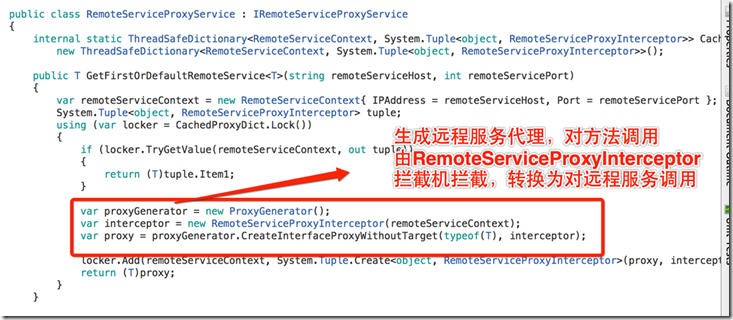 public class RemoteServiceProxyService : IRemoteServiceProxyService
{
internal static ThreadSafeDictionary<RemoteServiceContext, System.Tuple<object, RemoteServiceProxyInterceptor>> Cach
new ThreadSafeDictionary<RemoteServiceContext, System.Tuple<object, RemoteServiceProxyInterceptor>>();
public T GetFirstOrDefaultRemoteService<T>(string remoteServiceHost, int remoteServicePort)
{
var remoteServiceContext = new RemoteServiceContext{ IPAddress = remoteServiceHost, Port = remoteServicePort };
System.Tuple<object, RemoteServiceProxyInterceptor> tuple;
using (var locker = CachedProxyDict.Lock())
{
if (locker.TryGetValue(remoteServiceContext, out tuple))
{
return (T)tuple.Item1;
}
生成远程服务代理，对方法调用
由RemoteServiceProxyInterceptor
拦截机拦截，转换为对远程服务调用
var proxyGenerator = new ProxyGenerator();
var interceptor = new RemoteServiceProxyInterceptor(remoteServiceContext);
var proxy = proxyGenerator.CreateInterfaceProxyWithoutTarget(typeof(T), interceptor);
locker.Add(remoteServiceContext, System.Tuple.Create<object, RemoteServiceProxyInterceptor>(proxy, intercep
return (T)proxy;
}
}
Properties
Document Outline
Unit Tests